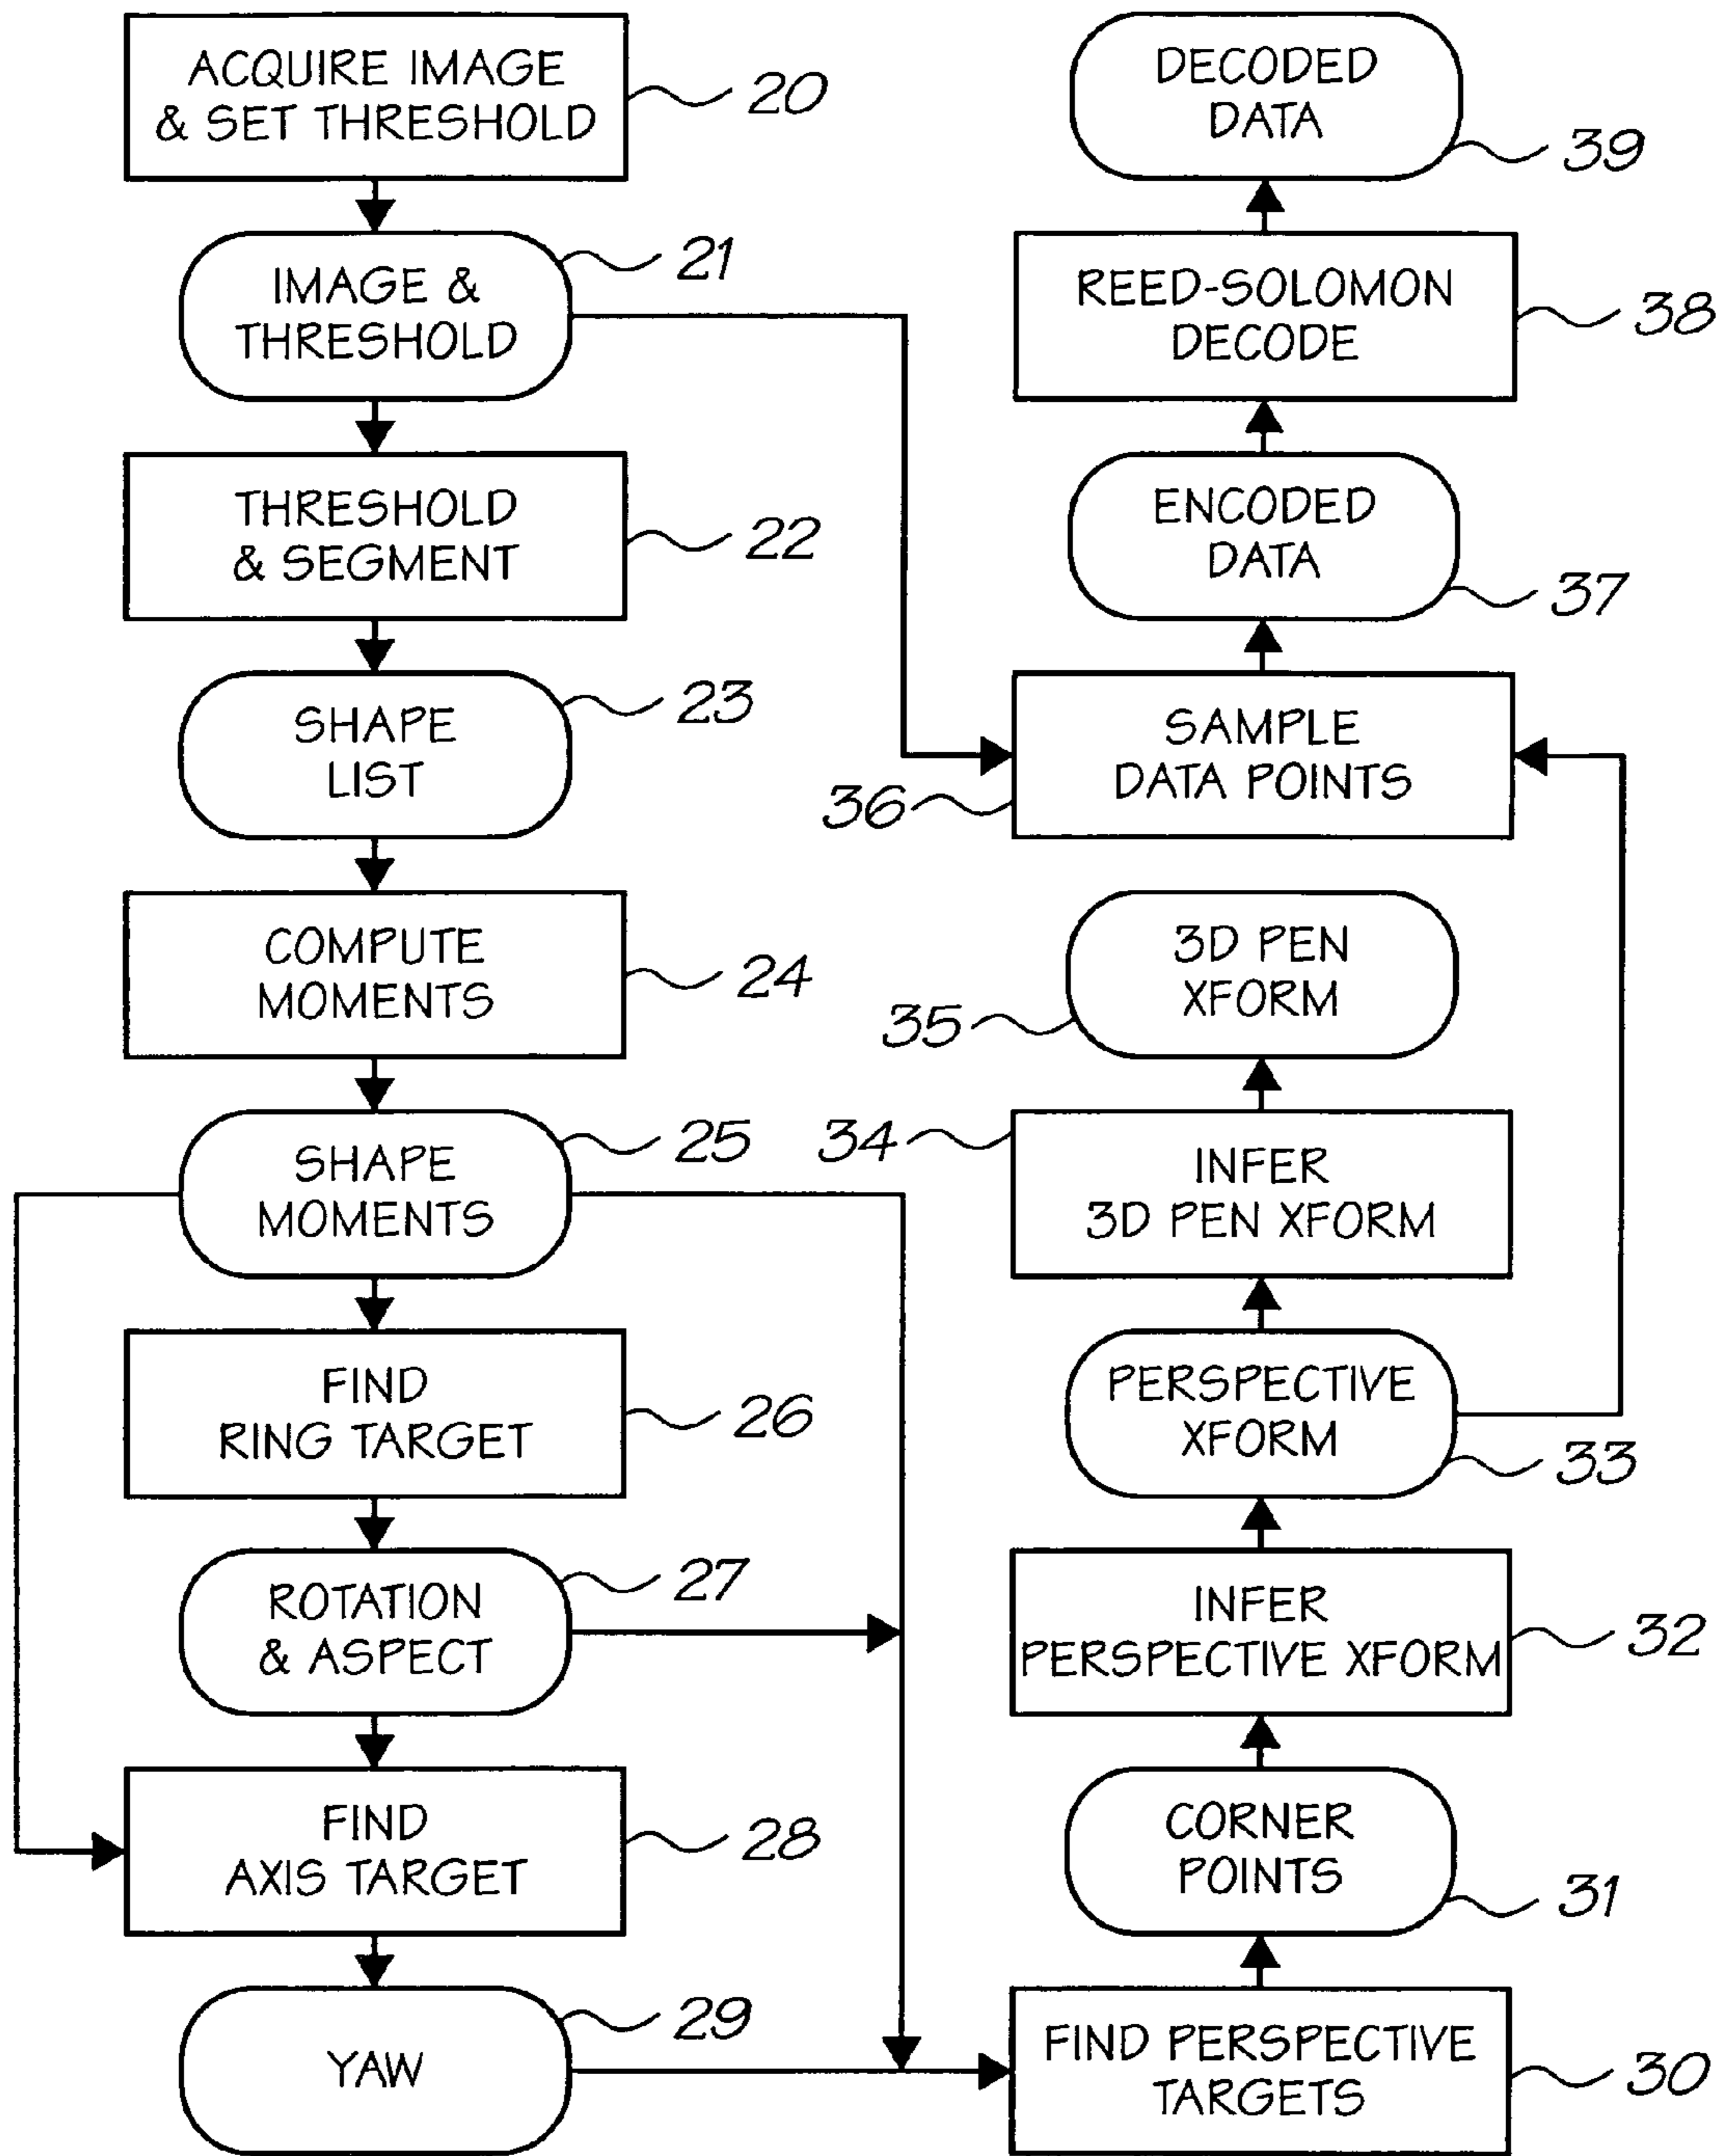 ACQUIRE IMAGE
& SET THRESHOLD
20
IMAGE &
THRESHOLD
21
THRESHOLD
& SEGMENT
22
SHAPE
LIST
23
COMPUTE
MOMENTS
24
SHAPE
MOMENTS
25
FIND
RING TARGET
26
ROTATION
& ASPECT
27
FIND
AXIS TARGET
28
YAW
29
FIND PERSPECTIVE
TARGETS
30
CORNER
POINTS
31
INFER
PERSPECTIVE XFORM
32
PERSPECTIVE
XFORM
33
INFER
3D PEN XFORM
34
3D PEN
XFORM
35
SAMPLE
DATA POINTS
36
ENCODED
DATA
37
REED-SOLOMON
DECODE
38
DECODED
DATA
39